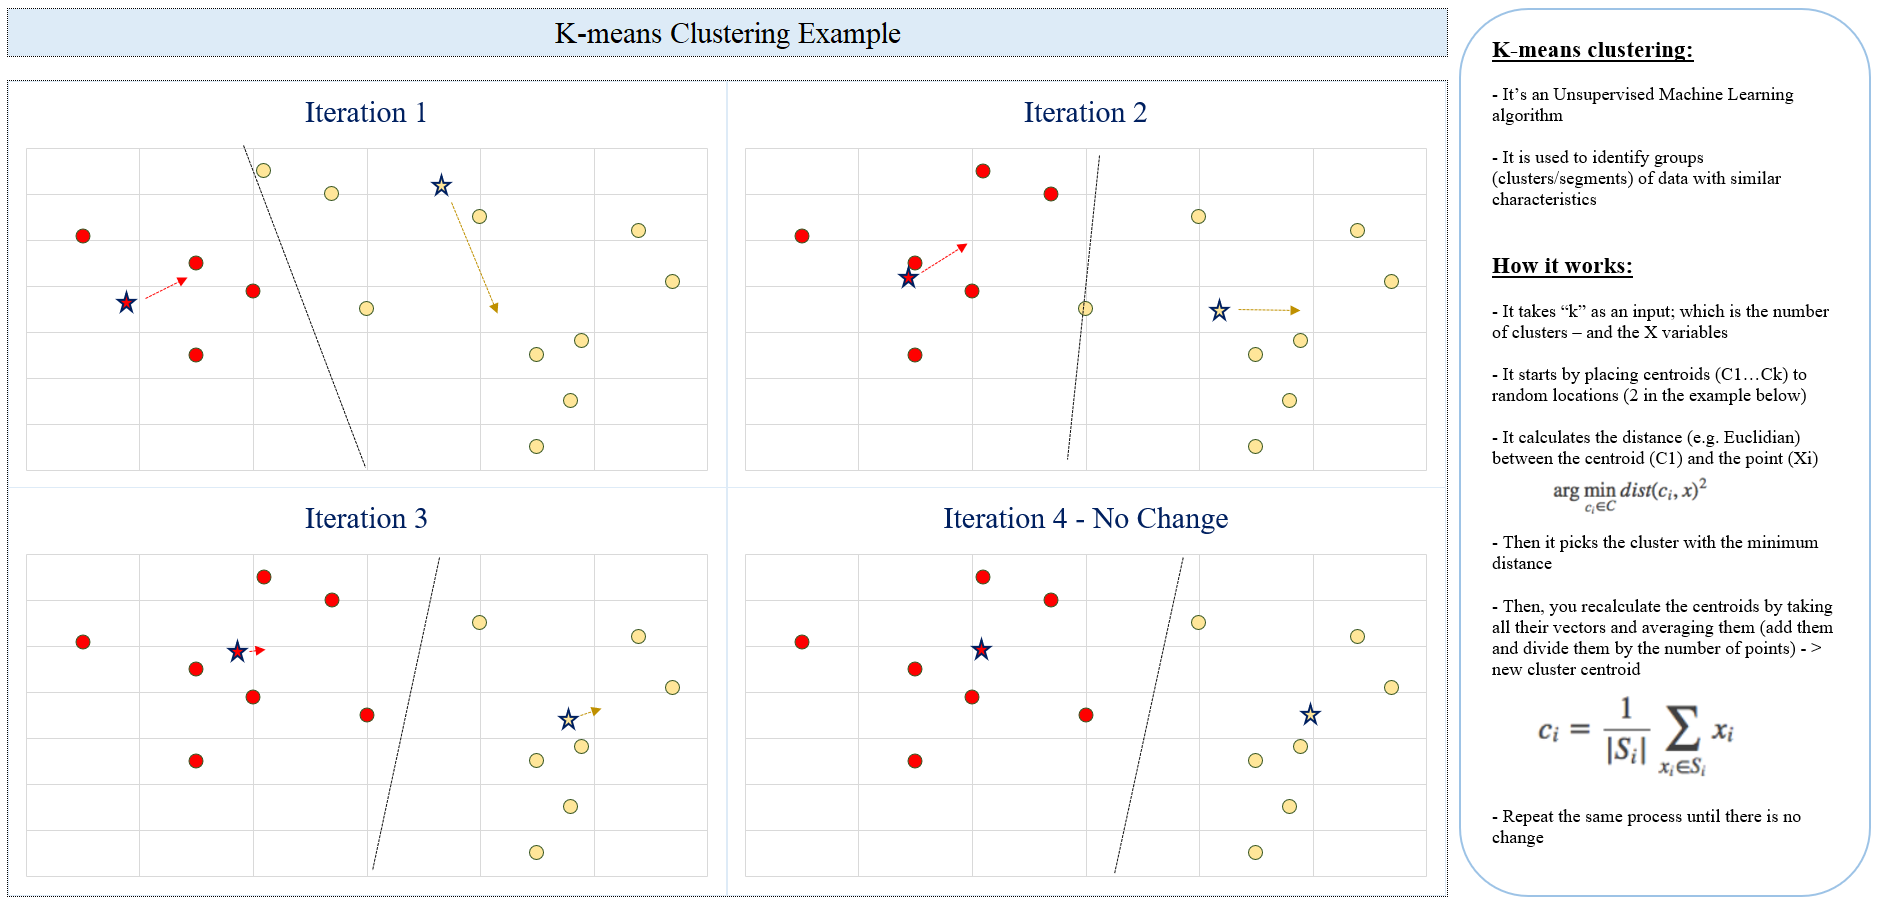 K-means Clustering Example
Iteration 1
Iteration 2
Iteration 3
Iteration 4 - No Change
K-means clustering:
- It’s an Unsupervised Machine Learning
algorithm
- It is used to identify groups
(clusters/segments) of data with similar
characteristics
How it works:
- It takes “k” as an input; which is the number
of clusters – and the X variables
- It starts by placing centroids (C1…Ck) to
random locations (2 in the example below)
- It calculates the distance (e.g. Euclidian)
between the centroid (C1) and the point (Xi)
arg min dist(cᵢ, x)²
cᵢ∈C
- Then it picks the cluster with the minimum
distance
- Then, you recalculate the centroids by taking
all their vectors and averaging them (add them
and divide them by the number of points) - >
new cluster centroid
cᵢ = 1/|Sᵢ| ∑ xᵢ
xᵢ∈Sᵢ
- Repeat the same process until there is no
change